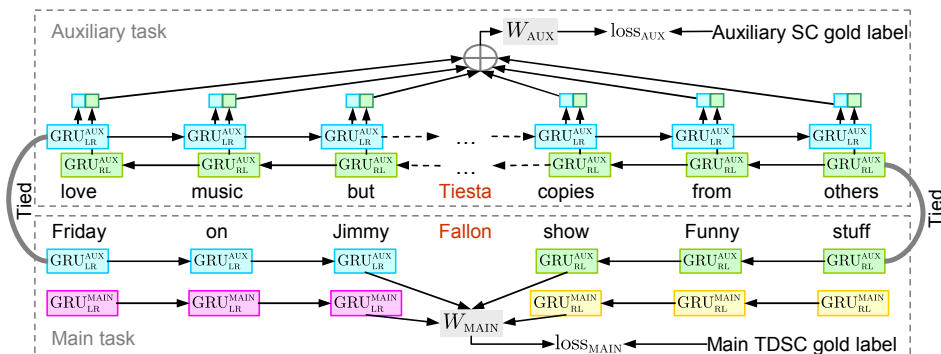 Auxiliary task
W_AUX loss_AUX Auxiliary SC gold label
GRU^AUX_LR GRU^AUX_LR GRU^AUX_LR ... GRU^AUX_LR GRU^AUX_LR GRU^AUX_LR
GRU^AUX_RL GRU^AUX_RL GRU^AUX_RL ... GRU^AUX_RL GRU^AUX_RL GRU^AUX_RL
love music but Tiesta copies from others
Tied Tied
Friday on Jimmy Fallon show Funny stuff
GRU^AUX_LR GRU^AUX_LR GRU^AUX_LR GRU^AUX_RL GRU^AUX_RL GRU^AUX_RL
GRU^MAIN_LR GRU^MAIN_LR GRU^MAIN_LR GRU^MAIN_RL GRU^MAIN_RL GRU^MAIN_RL
W_MAIN
Main task loss_MAIN Main TDSC gold label